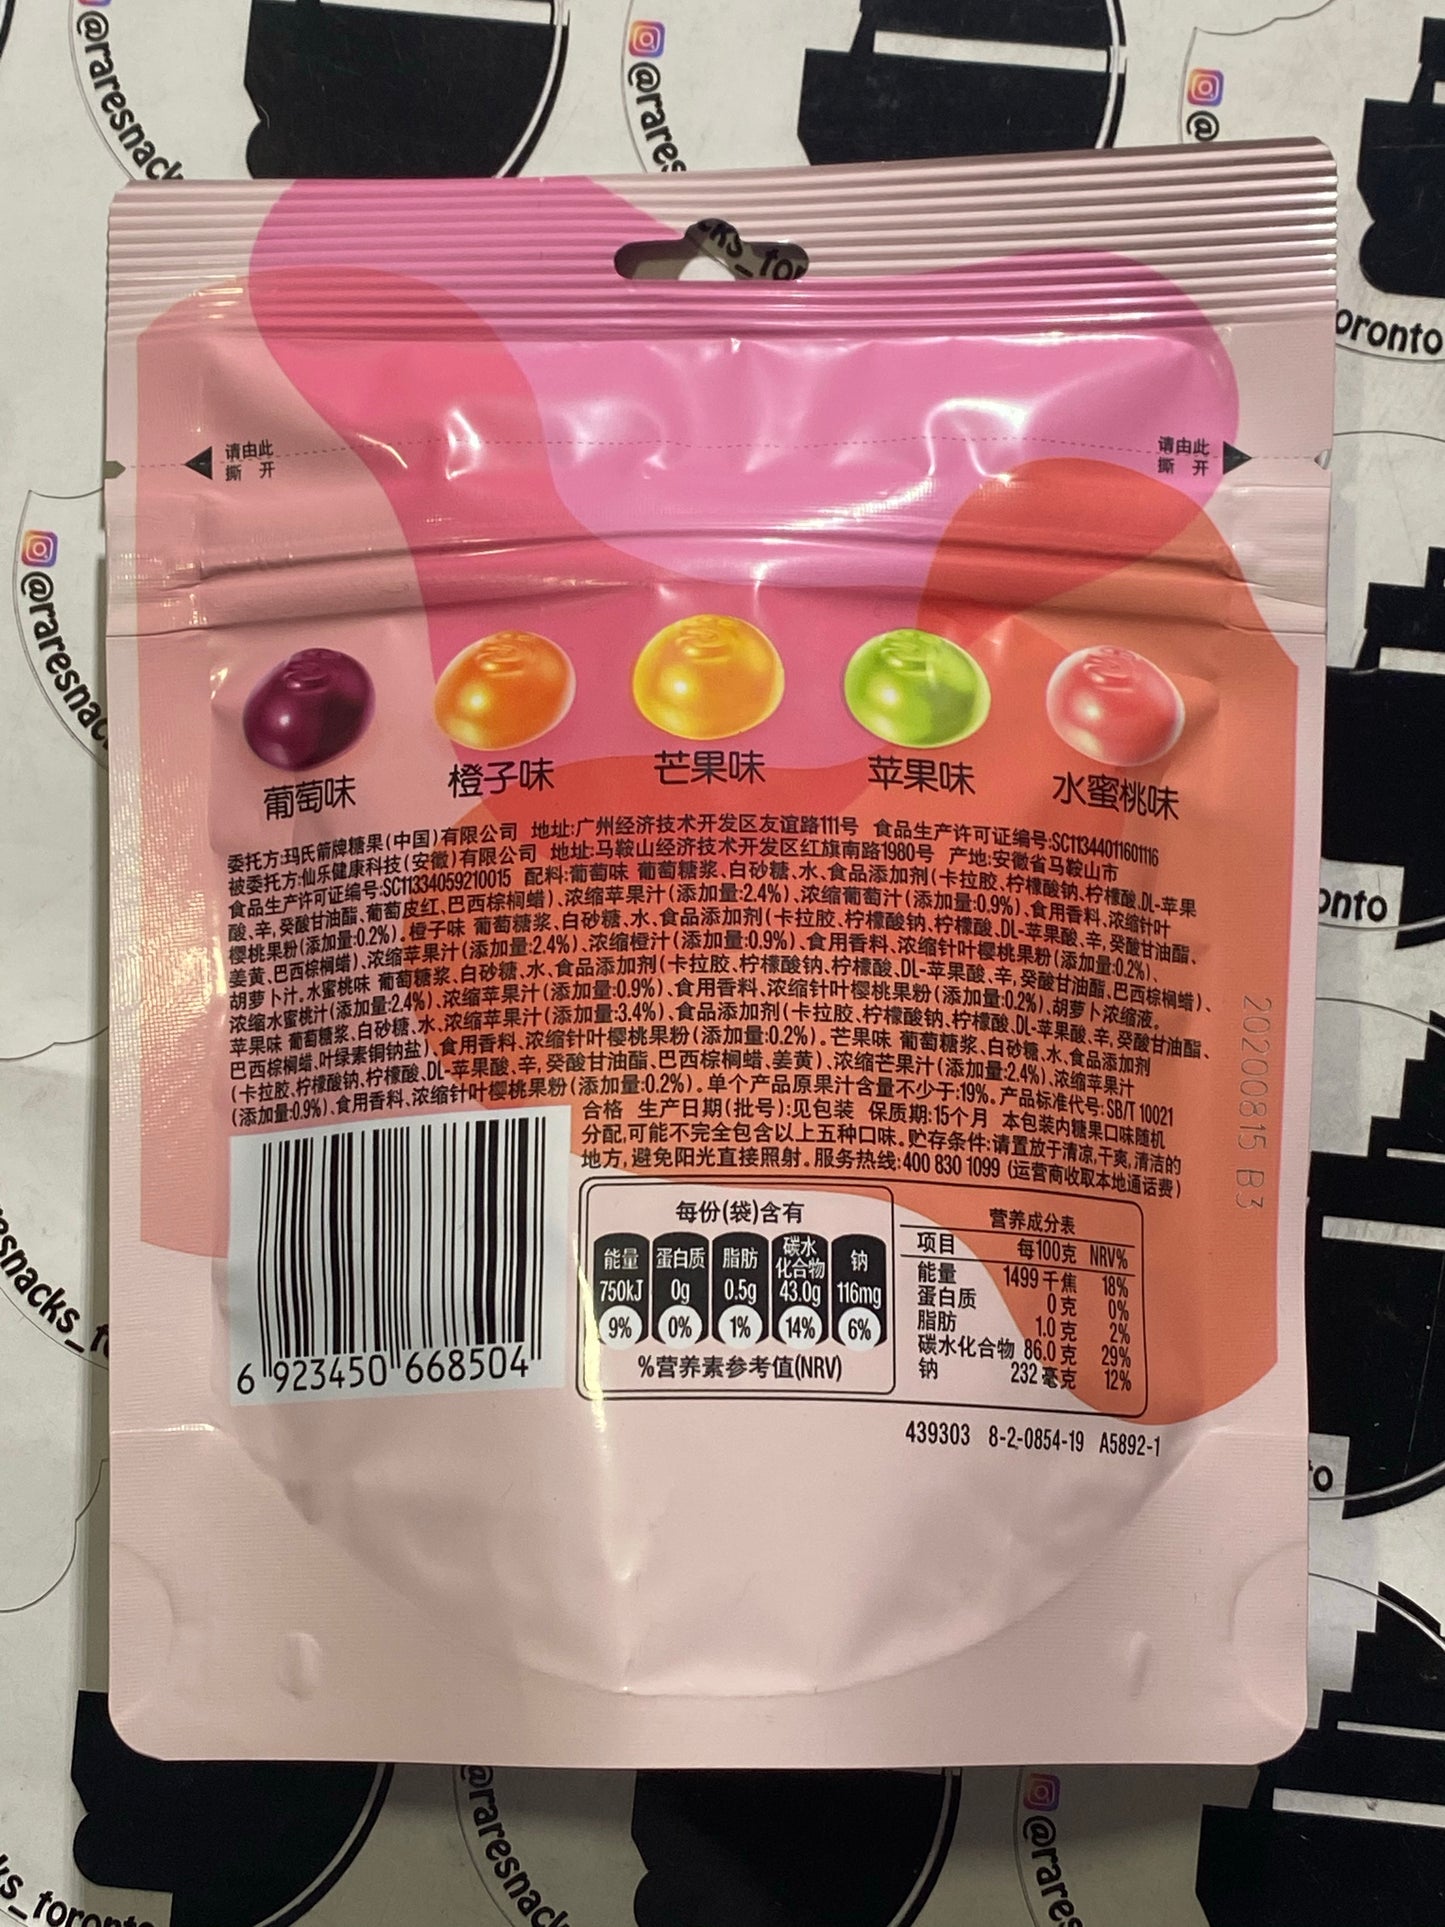 @raresnack
@rares
@
cks_tor
oronto
请由此
撕 开
请由此
撕 开
@raresnac
葡萄味
橙子味
芒果味
苹果味
水蜜桃味
委托方:玛氏箭牌糖果(中国)有限公司 地址:广州经济技术开发区友谊路111号 食品生产许可证编号:SC11344011601116
被委托方:仙乐健康科技(安徽)有限公司 地址:马鞍山经济技术开发区红旗南路1980号 产地:安徽省马鞍山市
食品生产许可证编号:SC11334059210015 配料:葡萄味 葡萄糖浆、白砂糖、水、食品添加剂(卡拉胶、柠檬酸钠、柠檬酸、DL-苹果
酸、辛,癸酸甘油酯、葡萄皮红、巴西棕榈蜡)、浓缩苹果汁(添加量:2.4%)、浓缩葡萄汁(添加量:0.9%)、食用香料、浓缩针叶
樱桃果粉(添加量:0.2%)。橙子味 葡萄糖浆、白砂糖、水、食品添加剂(卡拉胶、柠檬酸钠、柠檬酸、DL-苹果酸、辛,癸酸甘油酯、
姜黄、巴西棕榈蜡)、浓缩苹果汁(添加量:2.4%)、浓缩橙汁(添加量:0.9%)、食用香料、浓缩针叶樱桃果粉(添加量:0.2%)、
胡萝卜汁。水蜜桃味 葡萄糖浆、白砂糖、水、食品添加剂(卡拉胶、柠檬酸钠、柠檬酸、DL-苹果酸、辛,癸酸甘油酯、巴西棕榈蜡)、
浓缩水蜜桃汁(添加量:2.4%)、浓缩苹果汁(添加量:0.9%)、食用香料、浓缩针叶樱桃果粉(添加量:0.2%)、胡萝卜浓缩液。
苹果味 葡萄糖浆、白砂糖、水、浓缩苹果汁(添加量:3.4%)、食品添加剂(卡拉胶、柠檬酸钠、柠檬酸、DL-苹果酸、辛,癸酸甘油酯、
巴西棕榈蜡、叶绿素铜钠盐)、食用香料、浓缩针叶樱桃果粉(添加量:0.2%)。芒果味 葡萄糖浆、白砂糖、水、食品添加剂
(卡拉胶、柠檬酸钠、柠檬酸、DL-苹果酸、辛,癸酸甘油酯、巴西棕榈蜡、姜黄)、浓缩芒果汁(添加量:2.4%)、浓缩苹果汁
(添加量:0.9%)、食用香料、浓缩针叶樱桃果粉(添加量:0.2%)。单个产品原果汁含量不少于:19%。产品标准代号:SB/T 10021
合格 生产日期(批号):见包装 保质期:15个月 本包装内糖果口味随机
分配,可能不完全包含以上五种口味。贮存条件:请置放于清凉,干爽,清洁的
地方,避免阳光直接照射。服务热线:400 830 1099 (运营商收取本地通话费)
20200815 B3
onto
每份(袋)含有
能量 蛋白质 脂肪 碳水化合物 钠
750kJ 0g 0.5g 43.0g 116mg
9% 0% 1% 14% 6%
%营养素参考值(NRV)
营养成分表
项目 每100克 NRV%
能量 1499千焦 18%
蛋白质 0克 0%
脂肪 1.0克 2%
碳水化合物 86.0克 29%
钠 232毫克 12%
6 923450 668504
439303 8-2-0854-19 A5892-1
snacks_t
to
ks_toronto
@raresnack
@rares